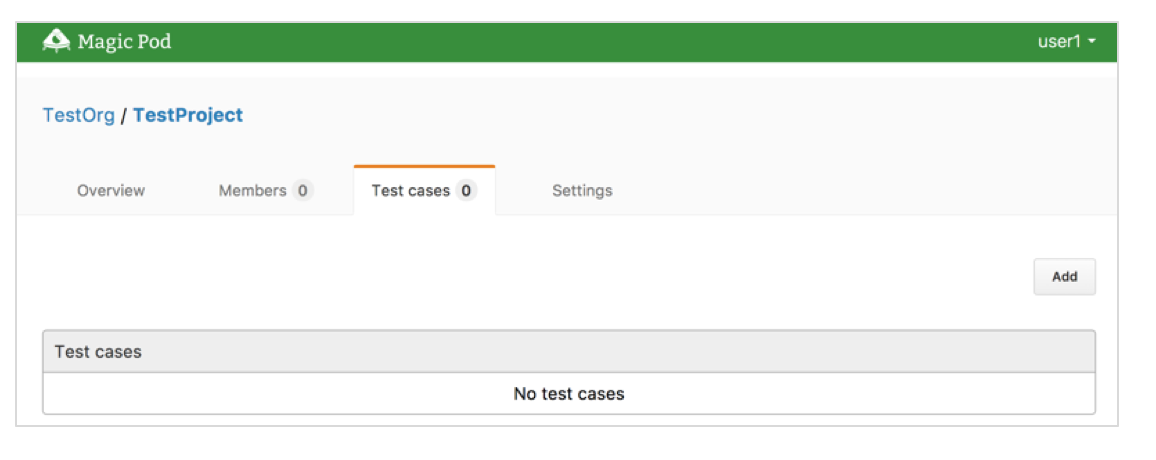 Magic Pod user1
TestOrg / TestProject
Overview Members 0 Test cases 0 Settings
Add
Test cases
No test cases